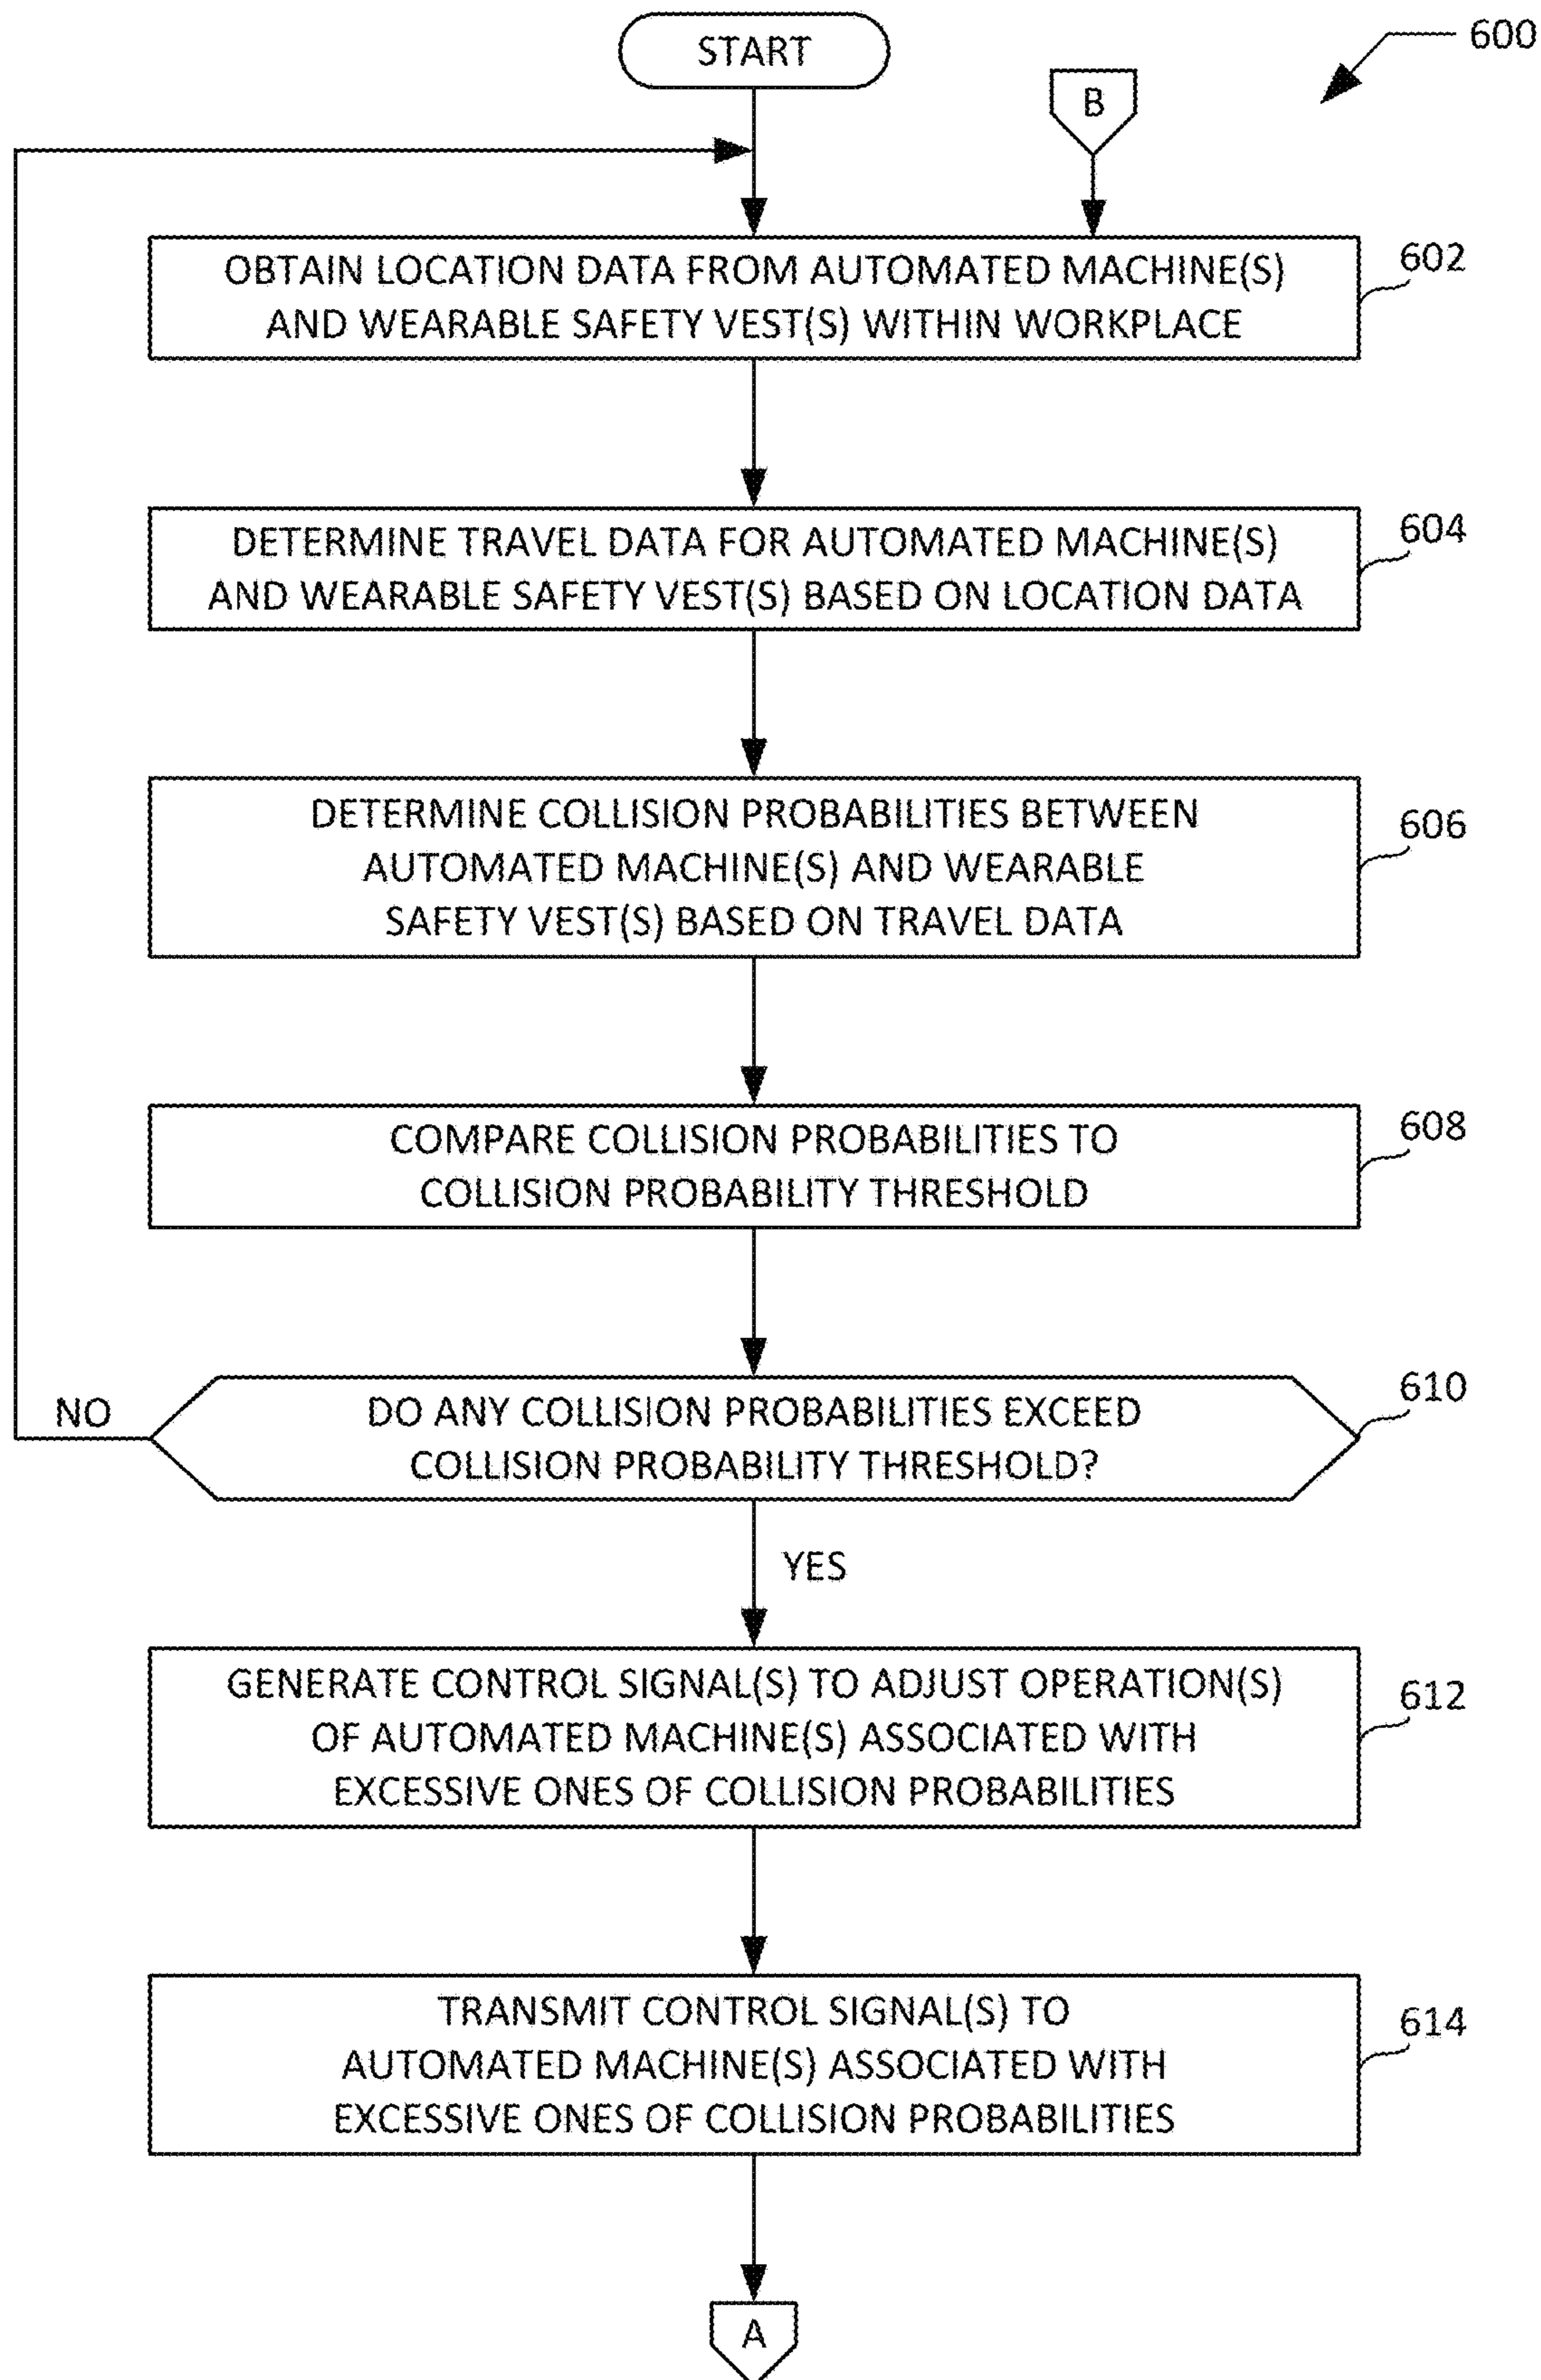 START
600
B
OBTAIN LOCATION DATA FROM AUTOMATED MACHINE(S)
AND WEARABLE SAFETY VEST(S) WITHIN WORKPLACE
602
DETERMINE TRAVEL DATA FOR AUTOMATED MACHINE(S)
AND WEARABLE SAFETY VEST(S) BASED ON LOCATION DATA
604
DETERMINE COLLISION PROBABILITIES BETWEEN
AUTOMATED MACHINE(S) AND WEARABLE
SAFETY VEST(S) BASED ON TRAVEL DATA
606
COMPARE COLLISION PROBABILITIES TO
COLLISION PROBABILITY THRESHOLD
608
NO
DO ANY COLLISION PROBABILITIES EXCEED
COLLISION PROBABILITY THRESHOLD?
610
YES
GENERATE CONTROL SIGNAL(S) TO ADJUST OPERATION(S)
OF AUTOMATED MACHINE(S) ASSOCIATED WITH
EXCESSIVE ONES OF COLLISION PROBABILITIES
612
TRANSMIT CONTROL SIGNAL(S) TO
AUTOMATED MACHINE(S) ASSOCIATED WITH
EXCESSIVE ONES OF COLLISION PROBABILITIES
614
A